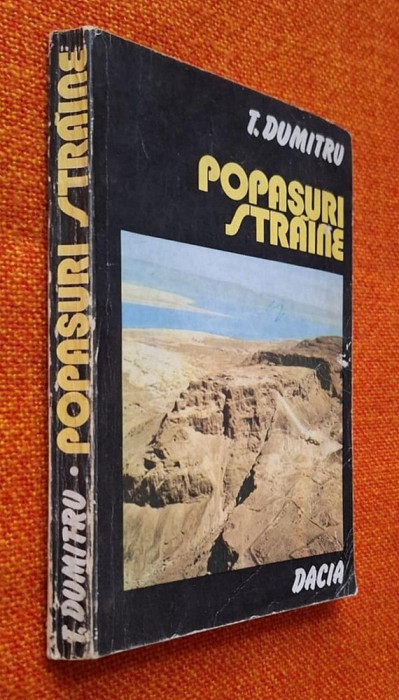 T. DUMITRU
POPASURI
STRĂINE
DACIA
T. DUMITRU • POPASURI STRĂINE